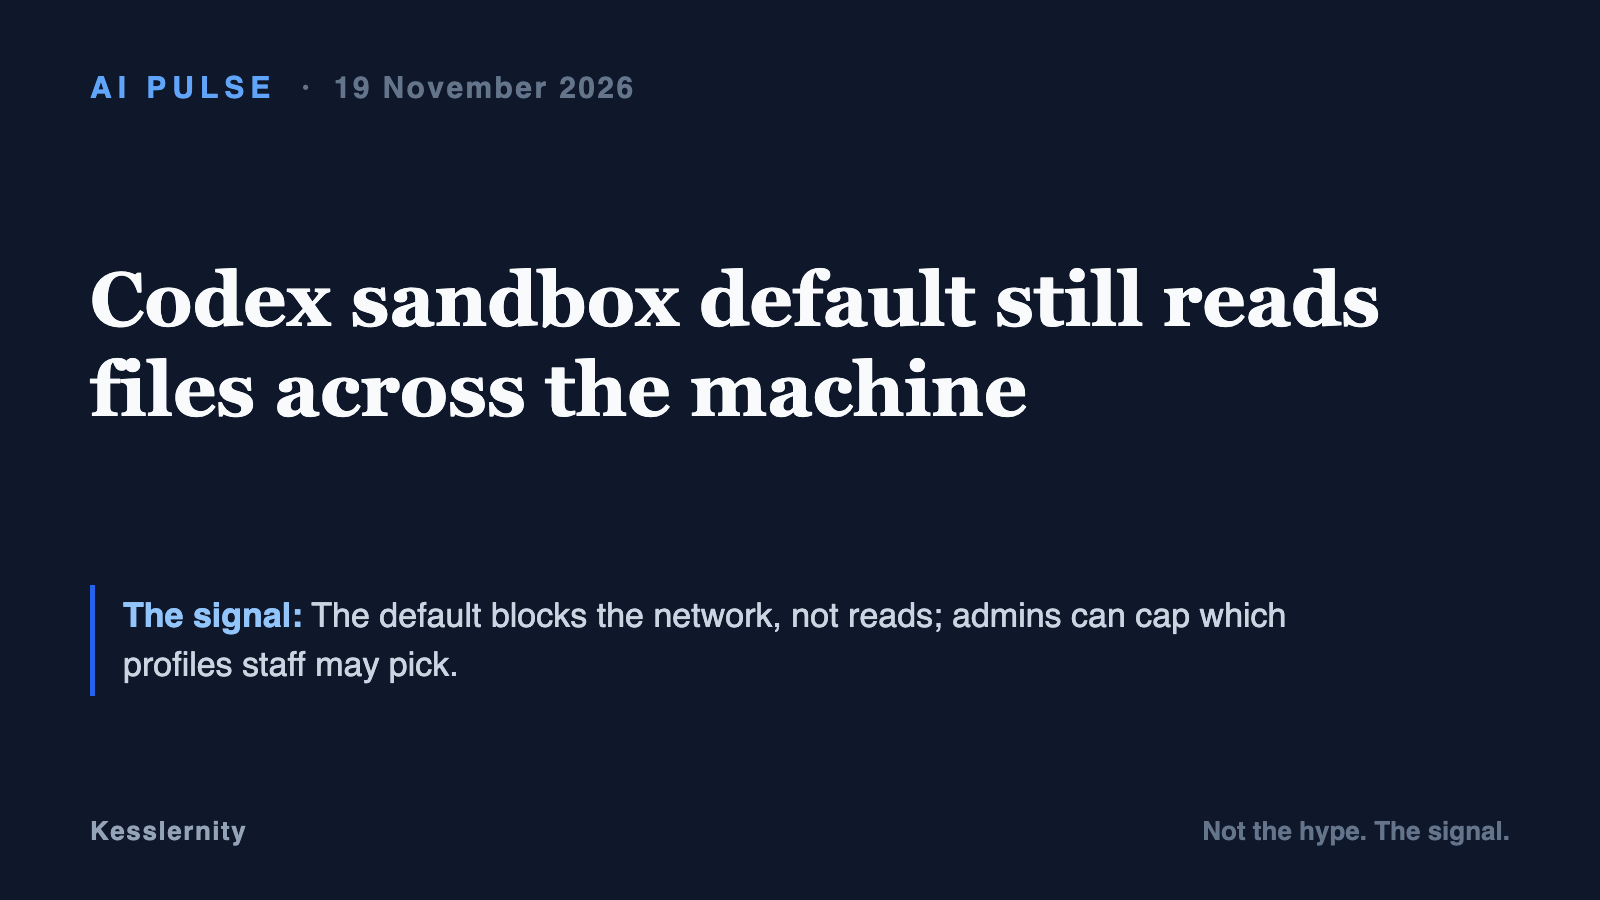 AI PULSE · 19 November 2026
Codex sandbox default still reads
files across the machine
The signal: The default blocks the network, not reads; admins can cap which
profiles staff may pick.
Kesslernity
Not the hype. The signal.